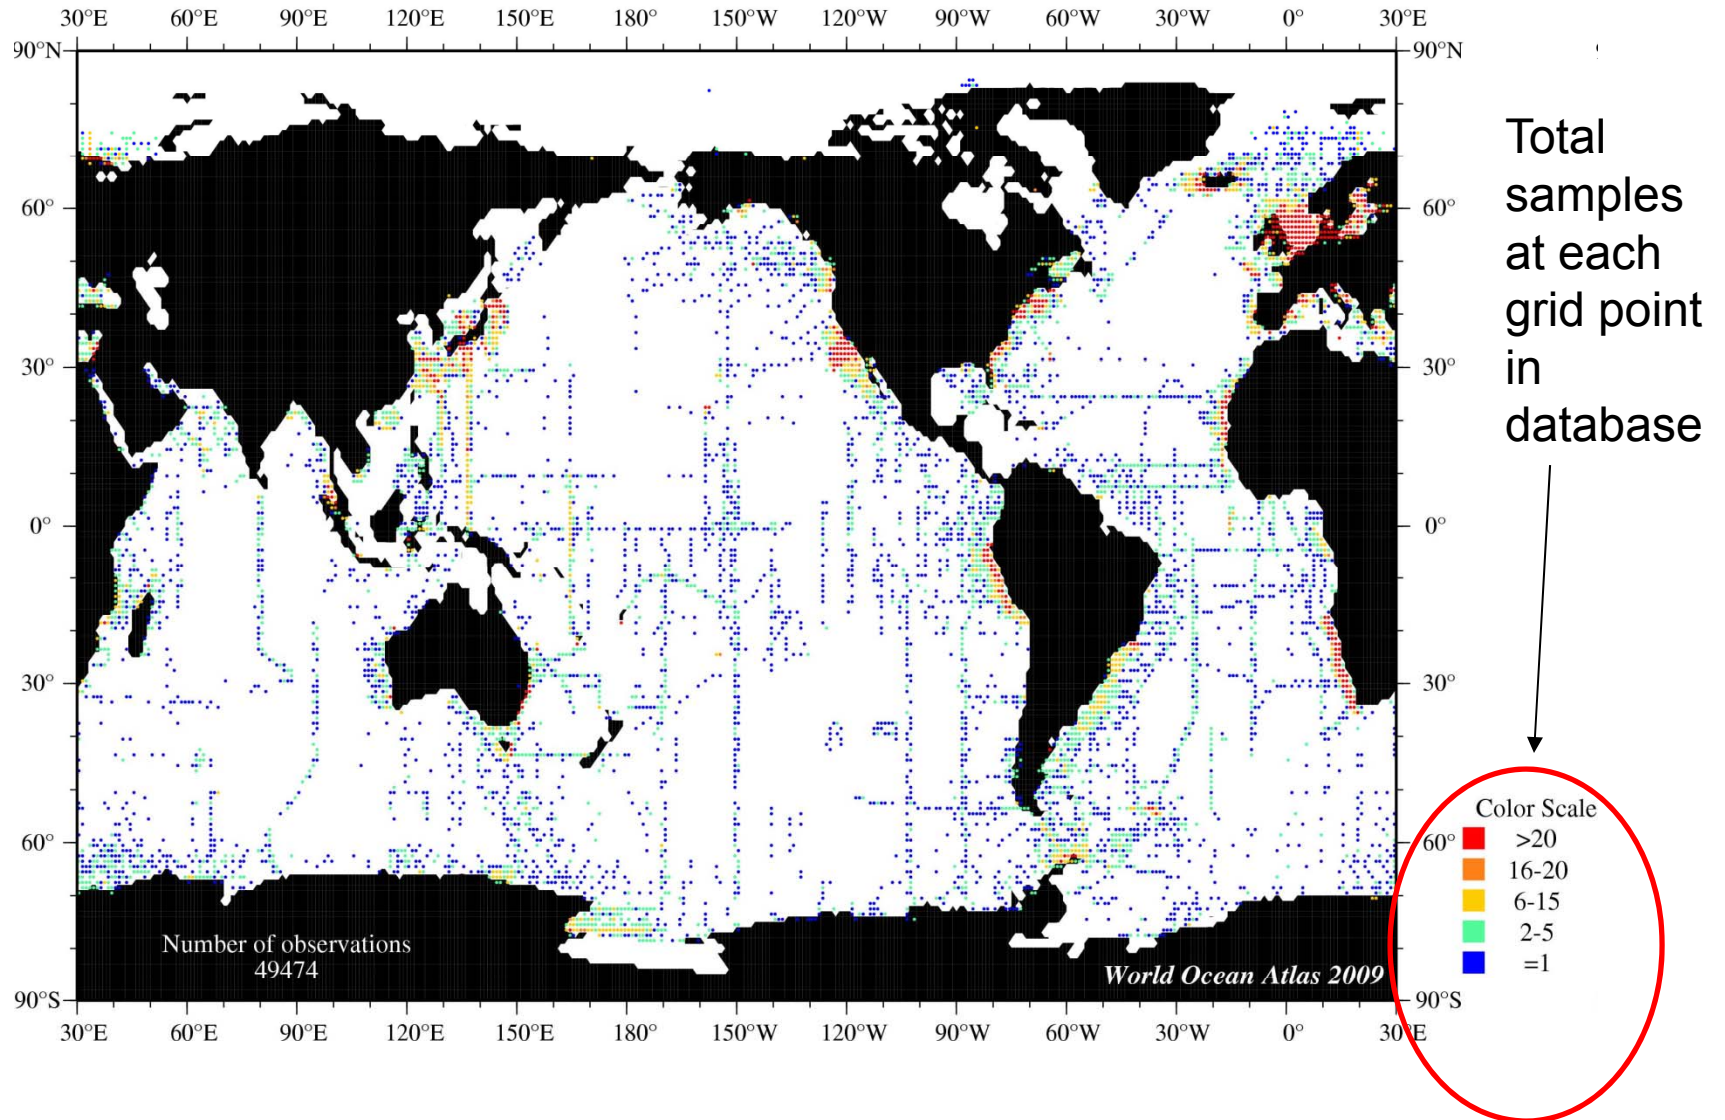 30°E 60°E 90°E 120°E 150°E 180° 150°W 120°W 90°W 60°W 30°W 0° 30°E
90°N 90°N
60° 60°
30° 30°
0° 0°
30° 30°
60° 60°
90°S 90°S
30°E 60°E 90°E 120°E 150°E 180° 150°W 120°W 90°W 60°W 30°W 0° 30°E
Number of observations
49474
World Ocean Atlas 2009
Total
samples
at each
grid point
in
database
Color Scale
>20
16-20
6-15
2-5
=1